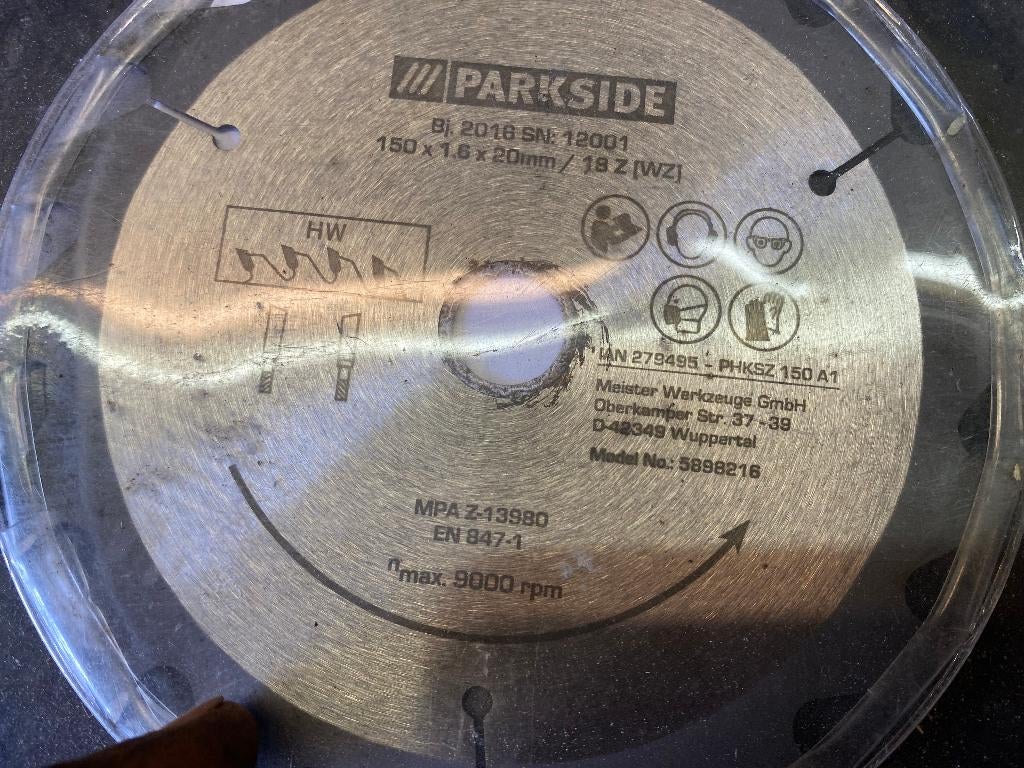 PARKSIDE
Bj. 2016 SN: 12001
150 x 1.6 x 20mm / 18 Z [WZ]
HW
IAN 279495 - PHKSZ 150 A1
Meister Werkzeuge GmbH
Oberkamper Str. 37-39
D-42349 Wuppertal
Model No.: 5898216
MPA Z-13980
EN 847-1
nmax. 9000 rpm